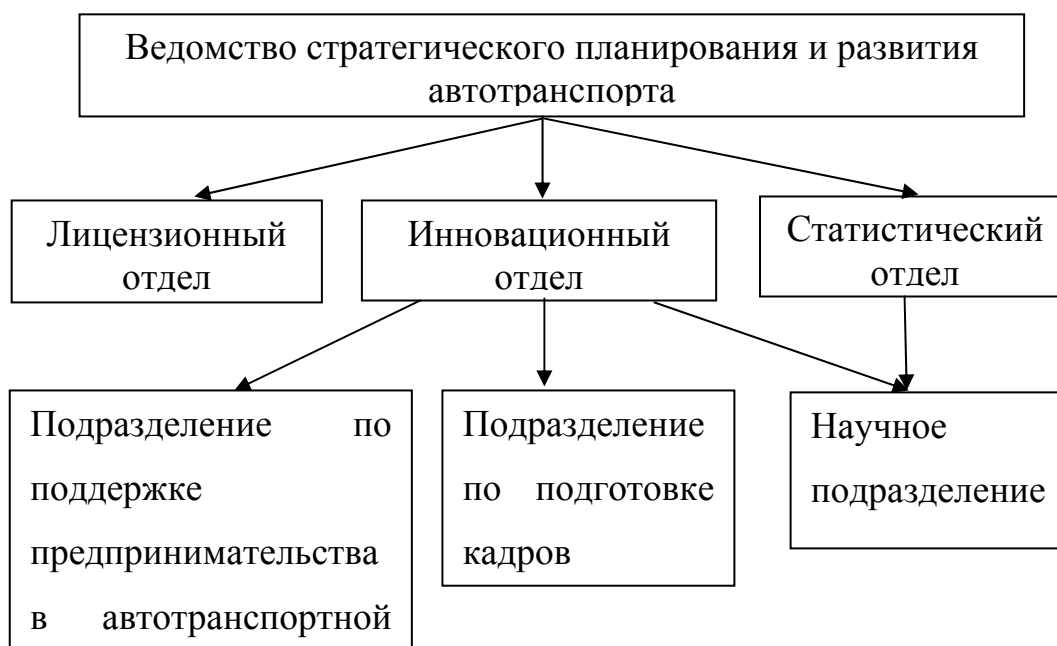 Ведомство стратегического планирования и развития
автотранспорта
Лицензионный
отдел
Инновационный
отдел
Статистический
отдел
Подразделение по
поддержке
предпринимательства
в автотранспортной
Подразделение
по подготовке
кадров
Научное
подразделение